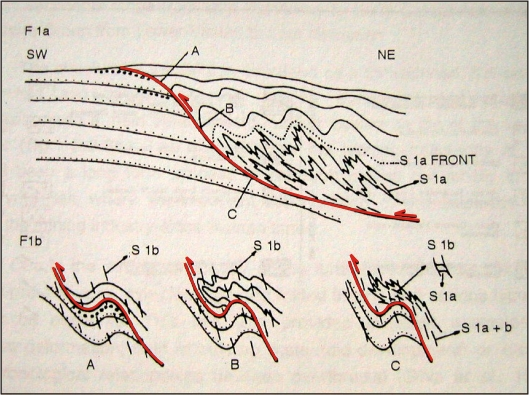 F 1a
SW
A
NE
B
S 1a FRONT
S 1a
C
F1b
S 1b
S 1b
S 1b
S 1a
S 1a + b
A
B
C